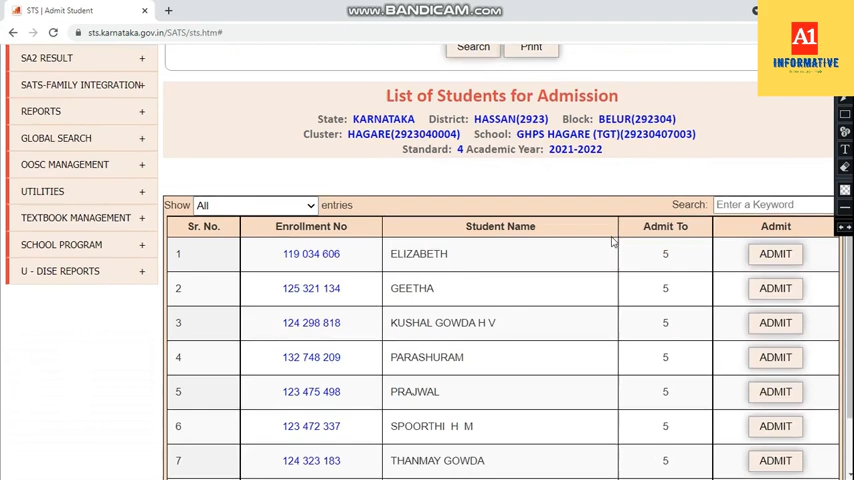 WWW.BANDICAM.COM
STS | Admit Student
sts.karnataka.gov.in/SATS/sts.htm#
A1
INFORMATIVE
SA2 RESULT +
SATS-FAMILY INTEGRATION +
REPORTS +
GLOBAL SEARCH +
OOSC MANAGEMENT +
UTILITIES +
TEXTBOOK MANAGEMENT +
SCHOOL PROGRAM +
U - DISE REPORTS +
Search Print
List of Students for Admission
State: KARNATAKA District: HASSAN(2923) Block: BELUR(292304)
Cluster: HAGARE(2923040004) School: GHPS HAGARE (TGT)(29230407003)
Standard: 4 Academic Year: 2021-2022
Show All entries Search: Enter a Keyword
Sr. No. Enrollment No Student Name Admit To Admit
1 119 034 606 ELIZABETH 5 ADMIT
2 125 321 134 GEETHA 5 ADMIT
3 124 298 818 KUSHAL GOWDA H V 5 ADMIT
4 132 748 209 PARASHURAM 5 ADMIT
5 123 475 498 PRAJWAL 5 ADMIT
6 123 472 337 SPOORTHI H M 5 ADMIT
7 124 323 183 THANMAY GOWDA 5 ADMIT